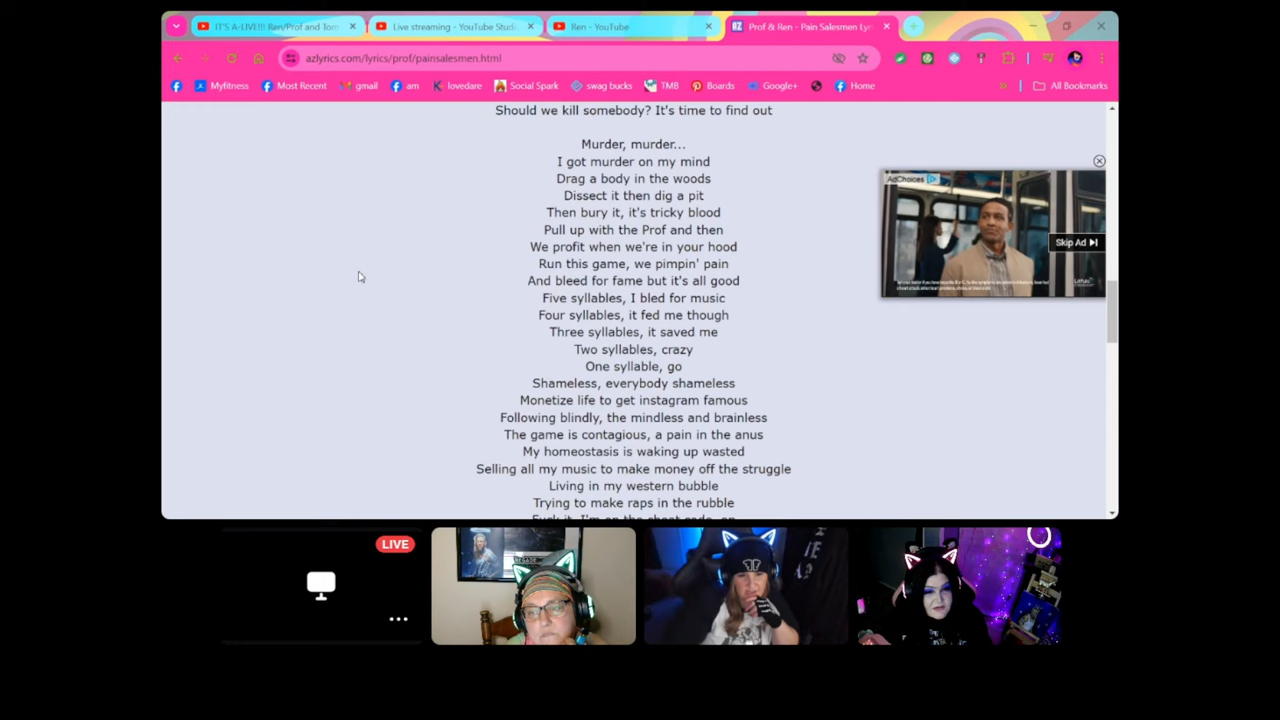 IT'S A-LIVE!!! Ren/Prof and Tom
Live streaming - YouTube Studi
Ren - YouTube
AZ Prof & Ren - Pain Salesmen Lyr
azlyrics.com/lyrics/prof/painsalesmen.html
Myfitness
Most Recent
gmail
am
lovedare
Social Spark
swag bucks
TMB
Boards
Google+
Home
»
All Bookmarks
Should we kill somebody? It's time to find out
Murder, murder...
I got murder on my mind
Drag a body in the woods
Dissect it then dig a pit
Then bury it, it's tricky blood
Pull up with the Prof and then
We profit when we're in your hood
Run this game, we pimpin' pain
And bleed for fame but it's all good
Five syllables, I bled for music
Four syllables, it fed me though
Three syllables, it saved me
Two syllables, crazy
One syllable, go
Shameless, everybody shameless
Monetize life to get instagram famous
Following blindly, the mindless and brainless
The game is contagious, a pain in the anus
My homeostasis is waking up wasted
Selling all my music to make money off the struggle
Living in my western bubble
Trying to make raps in the rubble
AdChoices
Skip Ad
LIVE